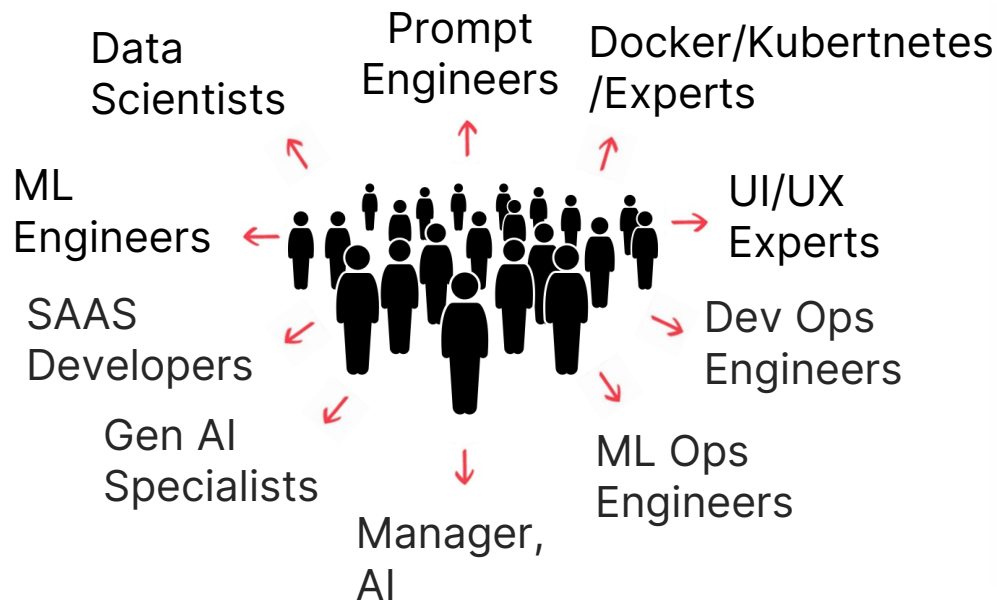 Data
Scientists
Prompt
Engineers
Docker/Kubertnetes
/Experts
ML
Engineers
UI/UX
Experts
SAAS
Developers
Dev Ops
Engineers
Gen AI
Specialists
ML Ops
Engineers
Manager,
AI